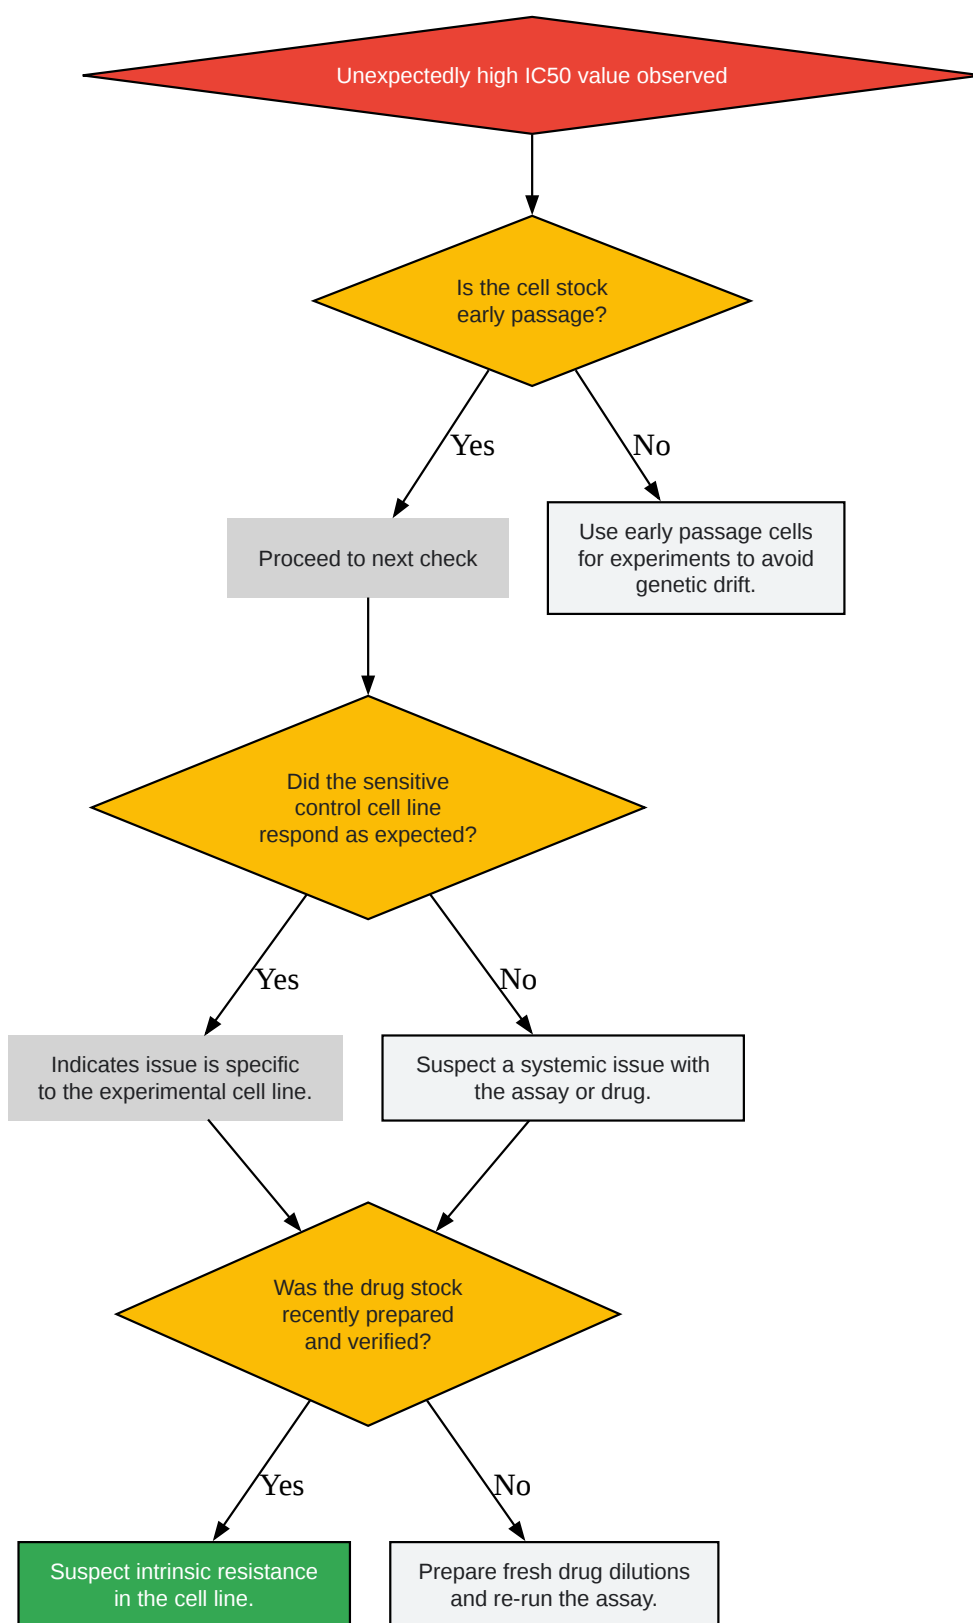 Unexpectedly high IC50 value observed
Is the cell stock
early passage?
Yes
No
Proceed to next check
Use early passage cells
for experiments to avoid
genetic drift.
Did the sensitive
control cell line
respond as expected?
Yes
No
Indicates issue is specific
to the experimental cell line.
Suspect a systemic issue with
the assay or drug.
Was the drug stock
recently prepared
and verified?
Yes
No
Suspect intrinsic resistance
in the cell line.
Prepare fresh drug dilutions
and re-run the assay.